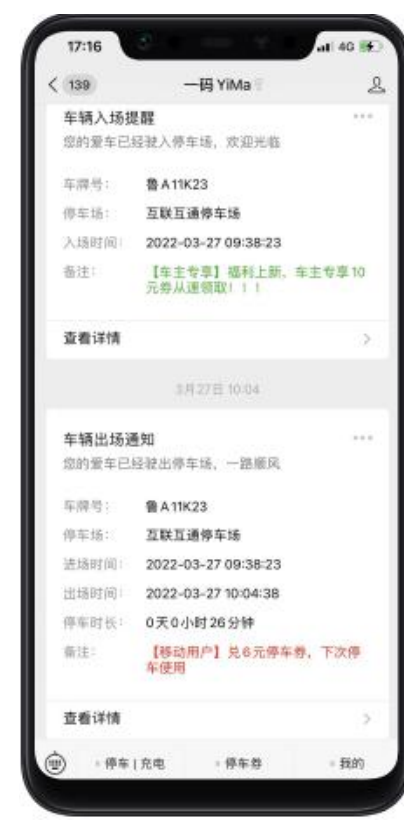 17:16
4G
139
一码 YiMa
车辆入场提醒
您的爱车已经驶入停车场，欢迎光临
车牌号： 鲁A11K23
停车场： 互联互通停车场
入场时间： 2022-03-27 09:38:23
备注： 【车主专享】福利上新，车主专享10
元券从速领取！！！
查看详情
3月27日 10:04
车辆出场通知
您的爱车已经驶出停车场，一路顺风
车牌号： 鲁A11K23
停车场： 互联互通停车场
进场时间： 2022-03-27 09:38:23
出场时间： 2022-03-27 10:04:38
停车时长： 0天0小时26分钟
备注： 【移动用户】兑6元停车券，下次停
车使用
查看详情
停车 | 充电 停车券 我的